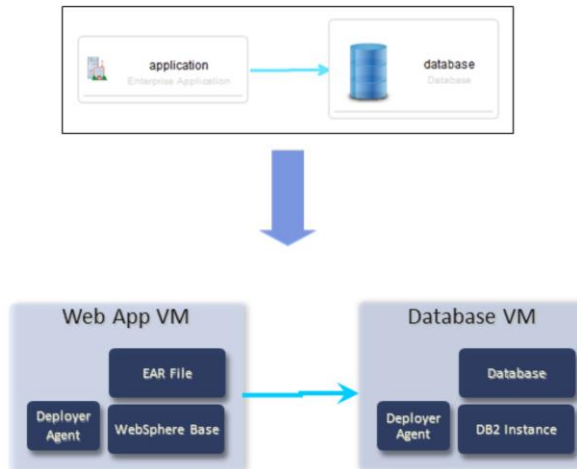 application
Enterprise Application
database
Database
Web App VM
EAR File
Deployer
Agent
WebSphere Base
Database VM
Database
Deployer
Agent
DB2 Instance